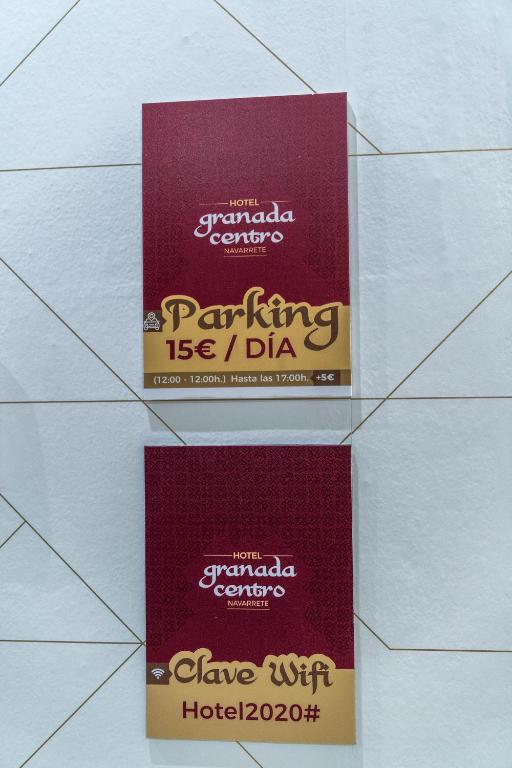 HOTEL
granada
centro
NAVARRETE
Parking
15€ / DÍA
(12:00 - 12:00h.) Hasta las 17:00h. +5€
HOTEL
granada
centro
NAVARRETE
Clave Wifi
Hotel2020#